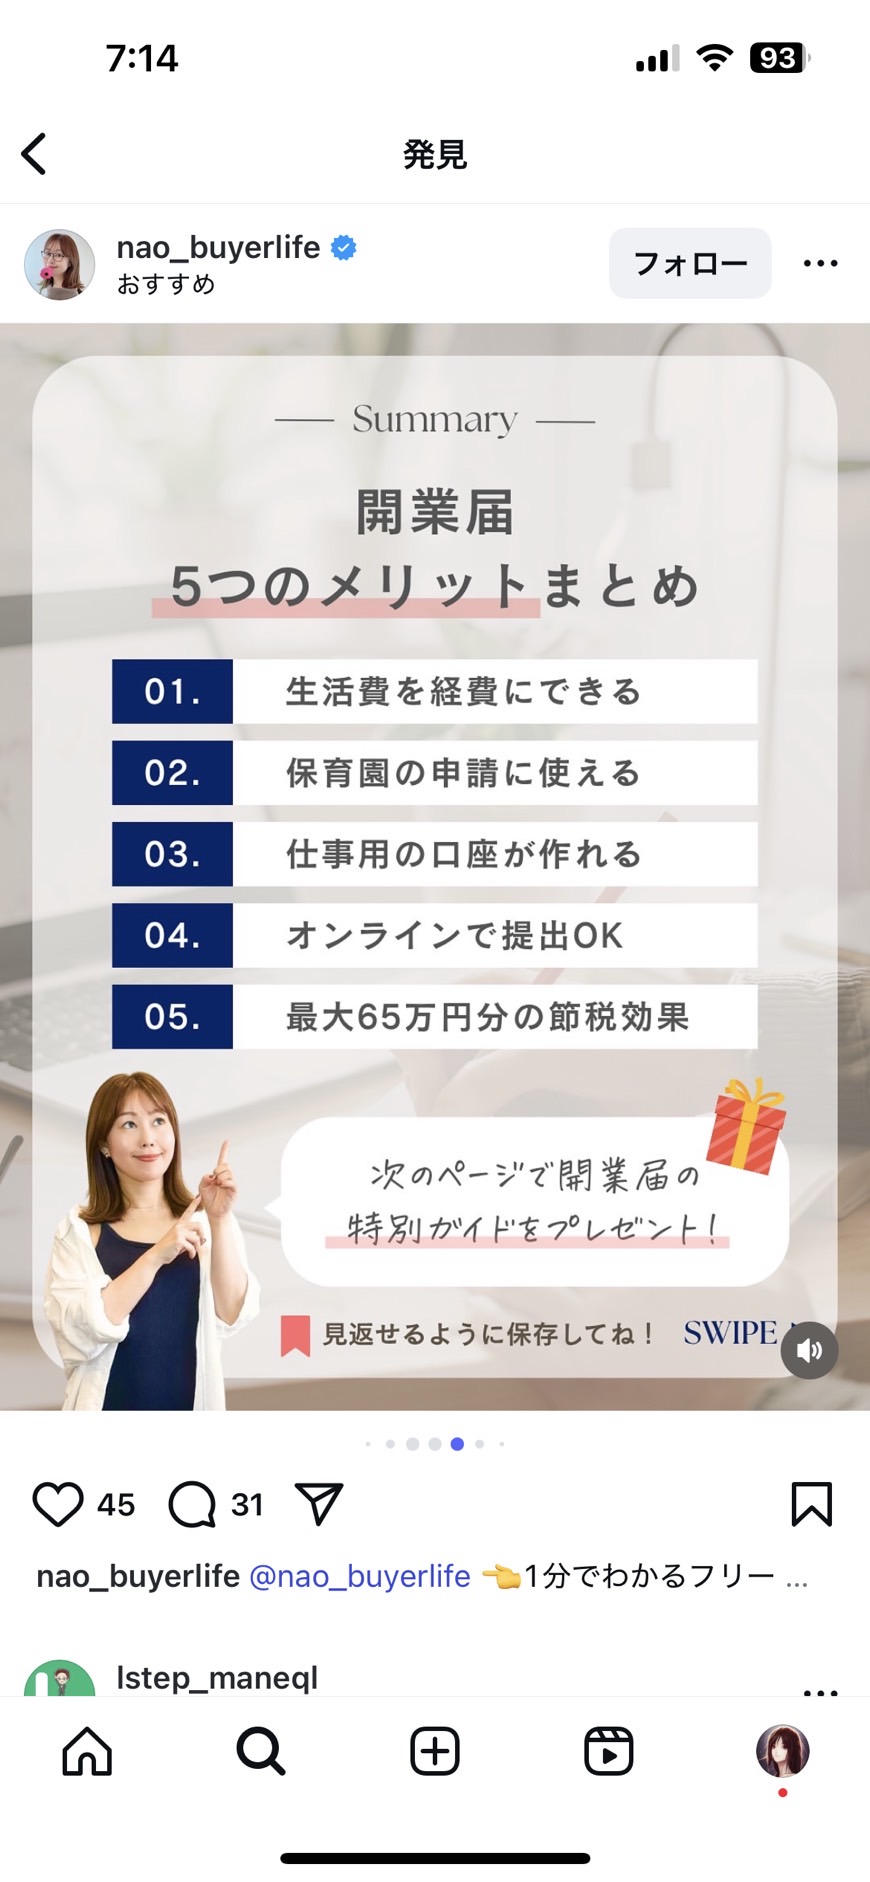 7:14
93
発見
nao_buyerlife
おすすめ
フォロー
Summary
開業届
5つのメリットまとめ
01. 生活費を経費にできる
02. 保育園の申請に使える
03. 仕事用の口座が作れる
04. オンラインで提出OK
05. 最大65万円分の節税効果
次のページで開業届の
特別ガイドをプレゼント!
見返せるように保存してね! SWIPE
45
31
nao_buyerlife @nao_buyerlife 👈1分でわかるフリー ...
lstep_maneql